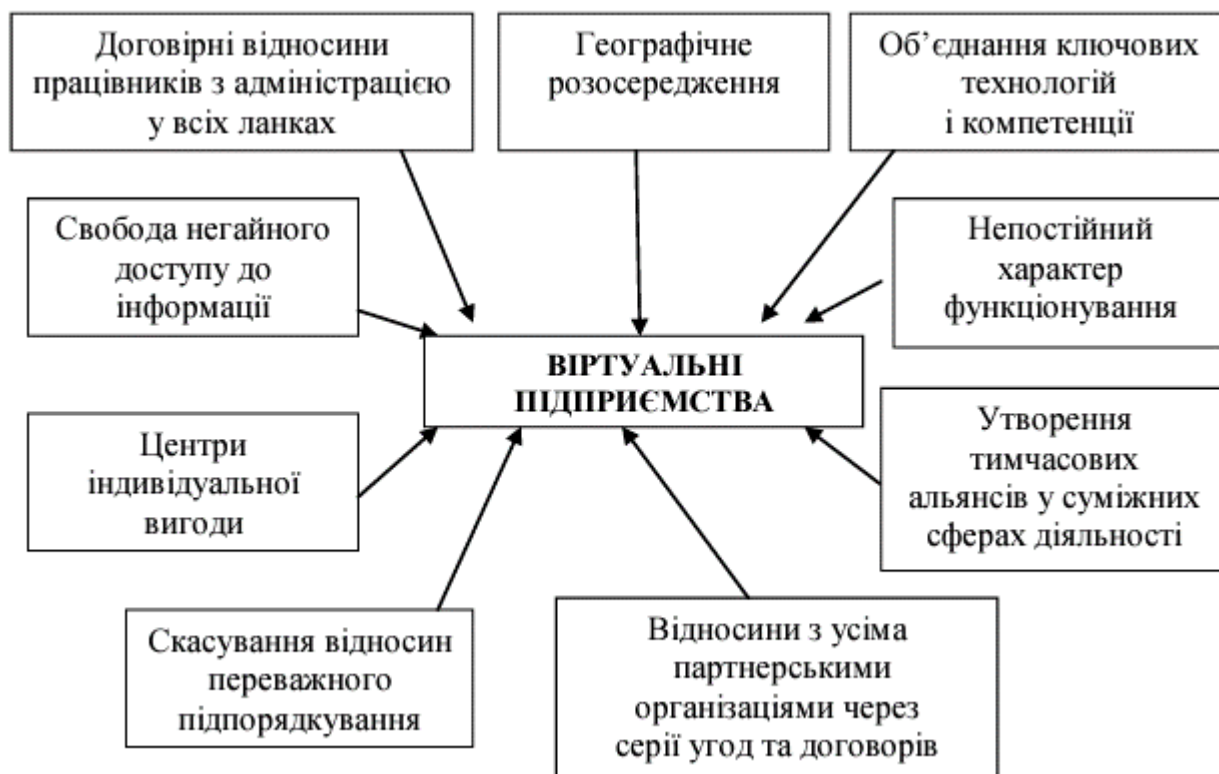 Договірні відносини
працівників з адміністрацією
у всіх ланках
Географічне
розосередження
Об’єднання ключових
технологій
і компетенції
Свобода негайного
доступу до
інформації
Непостійний
характер
функціонування
ВІРТУАЛЬНІ
ПІДПРИЄМСТВА
Центри
індивідуальної
вигоди
Утворення
тимчасових
альянсів у суміжних
сферах діяльності
Скасування відносин
переважного
підпорядкування
Відносини з усіма
партнерськими
організаціями через
серії угод та договорів